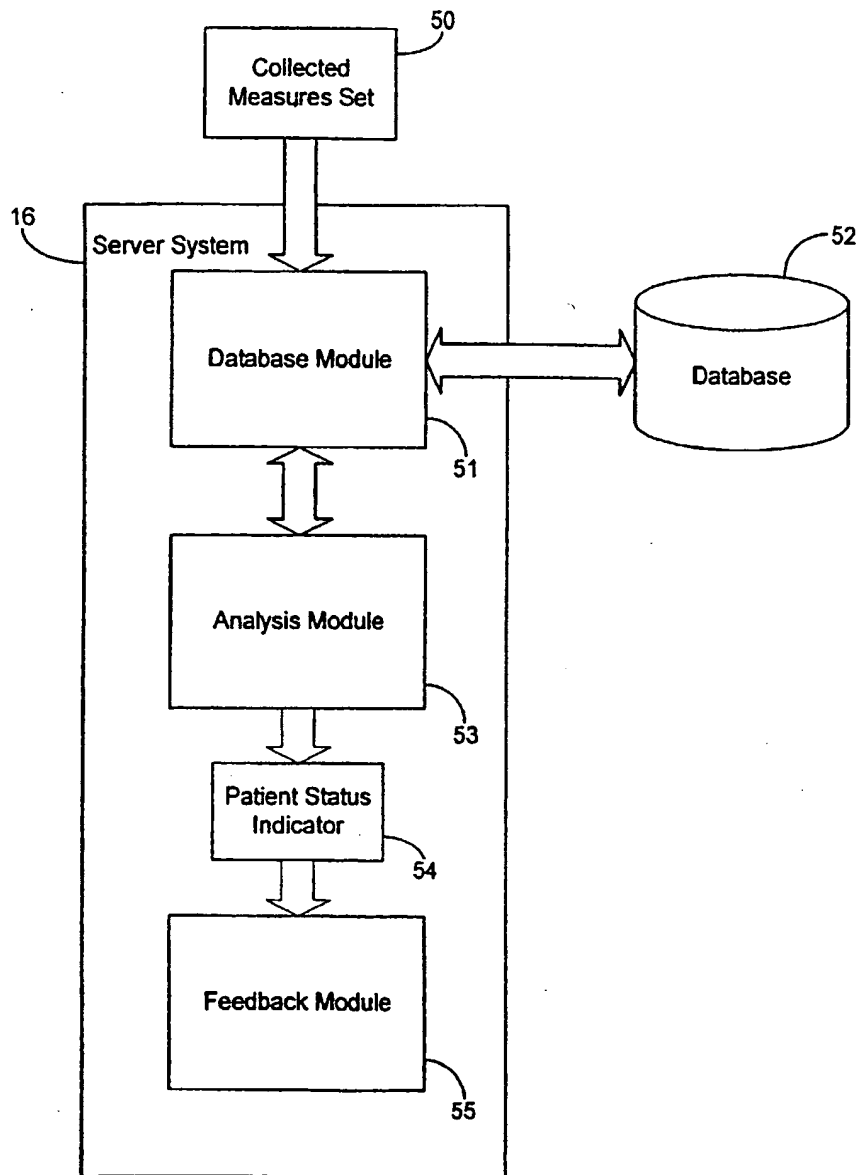 50
Collected
Measures Set
16
Server System
52
Database Module
Database
51
Analysis Module
53
Patient Status
Indicator
54
Feedback Module
55